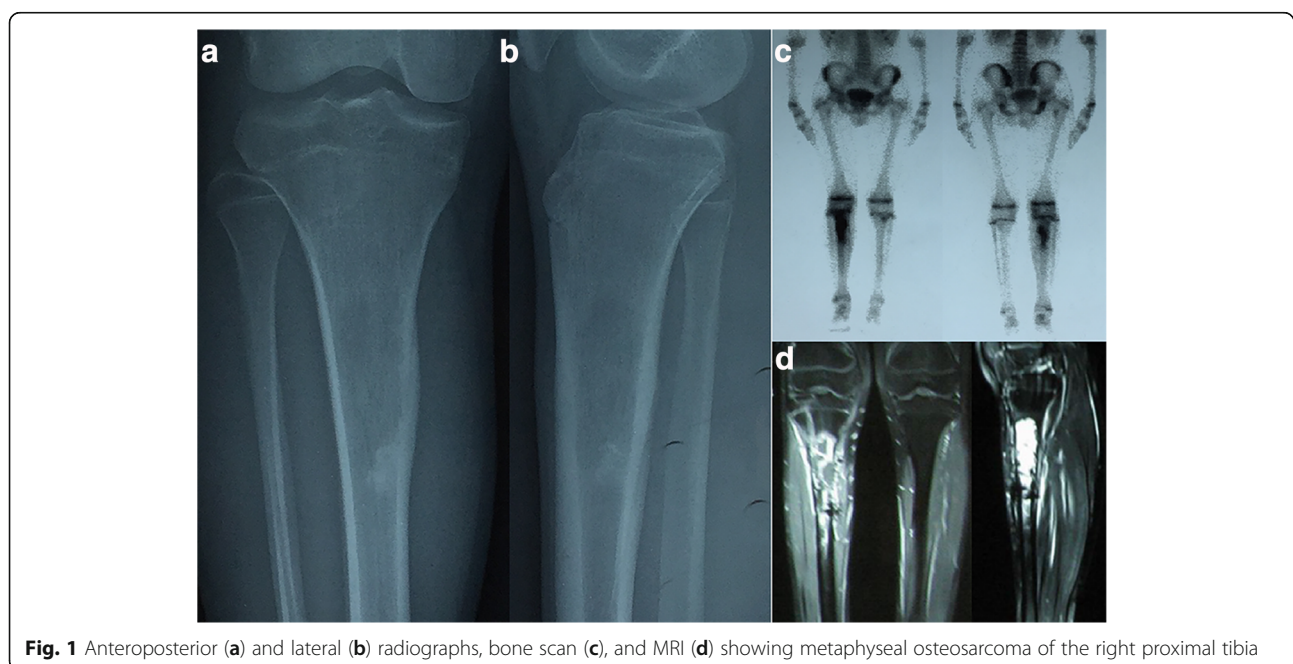 a
b
c
d
Fig. 1 Anteroposterior (a) and lateral (b) radiographs, bone scan (c), and MRI (d) showing metaphyseal osteosarcoma of the right proximal tibia